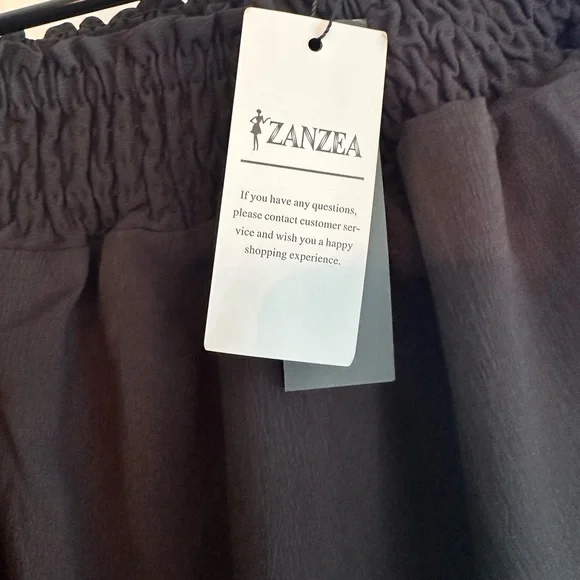 ZANZEA
If you have any questions,
please contact customer ser-
vice and wish you a happy
shopping experience.